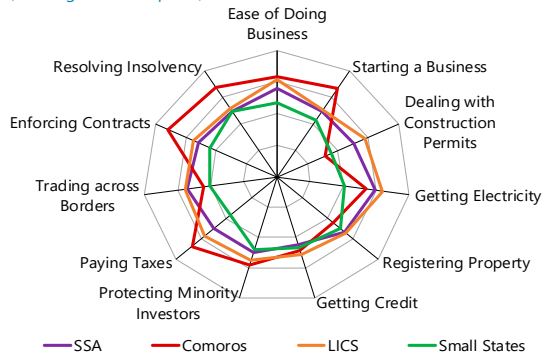 Ease of Doing
Business
Starting a Business
Dealing with
Construction
Permits
Getting Electricity
Registering Property
Getting Credit
Protecting Minority
Investors
Paying Taxes
Trading across
Borders
Enforcing Contracts
Resolving Insolvency
SSA
Comoros
LICS
Small States